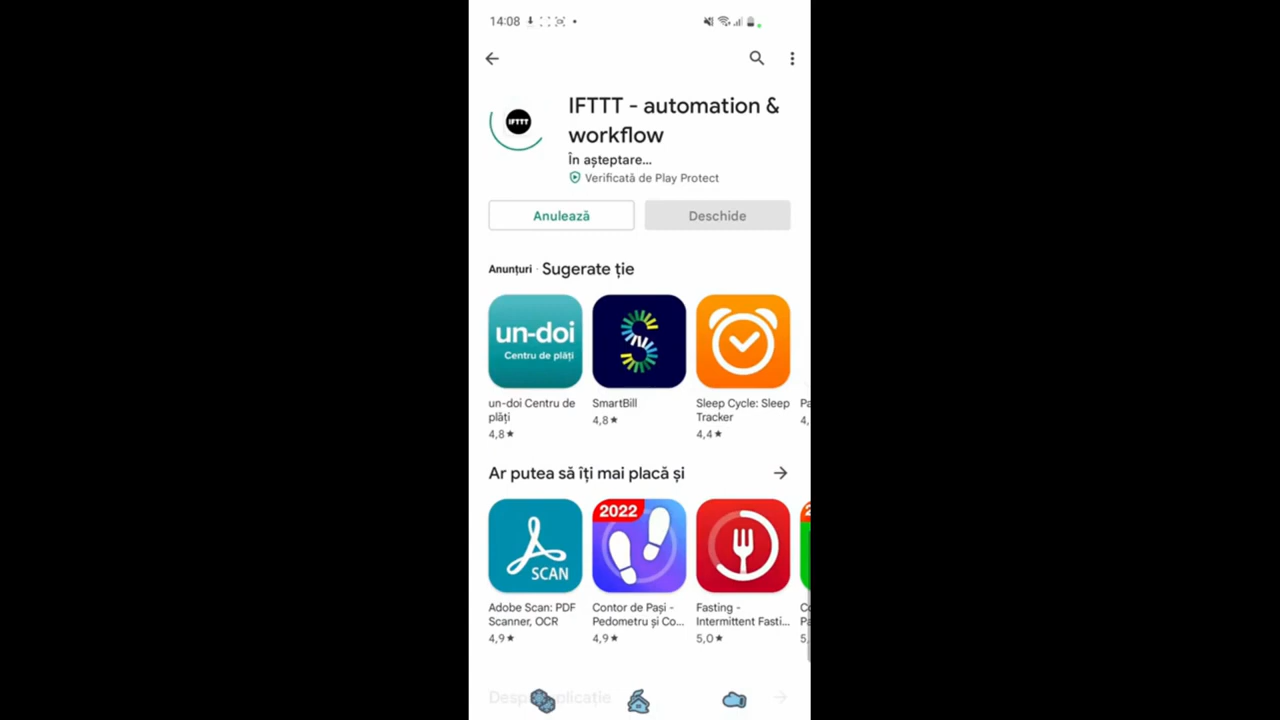 14:08
IFTTT - automation &
workflow
IFTTT
În așteptare...
Verificată de Play Protect
Anulează
Deschide
Anunțuri · Sugerate ție
un-doi
Centru de plăți
un-doi Centru de
plăți
4,8★
SmartBill
4,8★
Sleep Cycle: Sleep
Tracker
4,4★
Ar putea să îți mai placă și
SCAN
2022
Adobe Scan: PDF
Scanner, OCR
4,9★
Contor de Pași -
Pedometru și Co...
4,9★
Fasting -
Intermittent Fasti...
5,0★